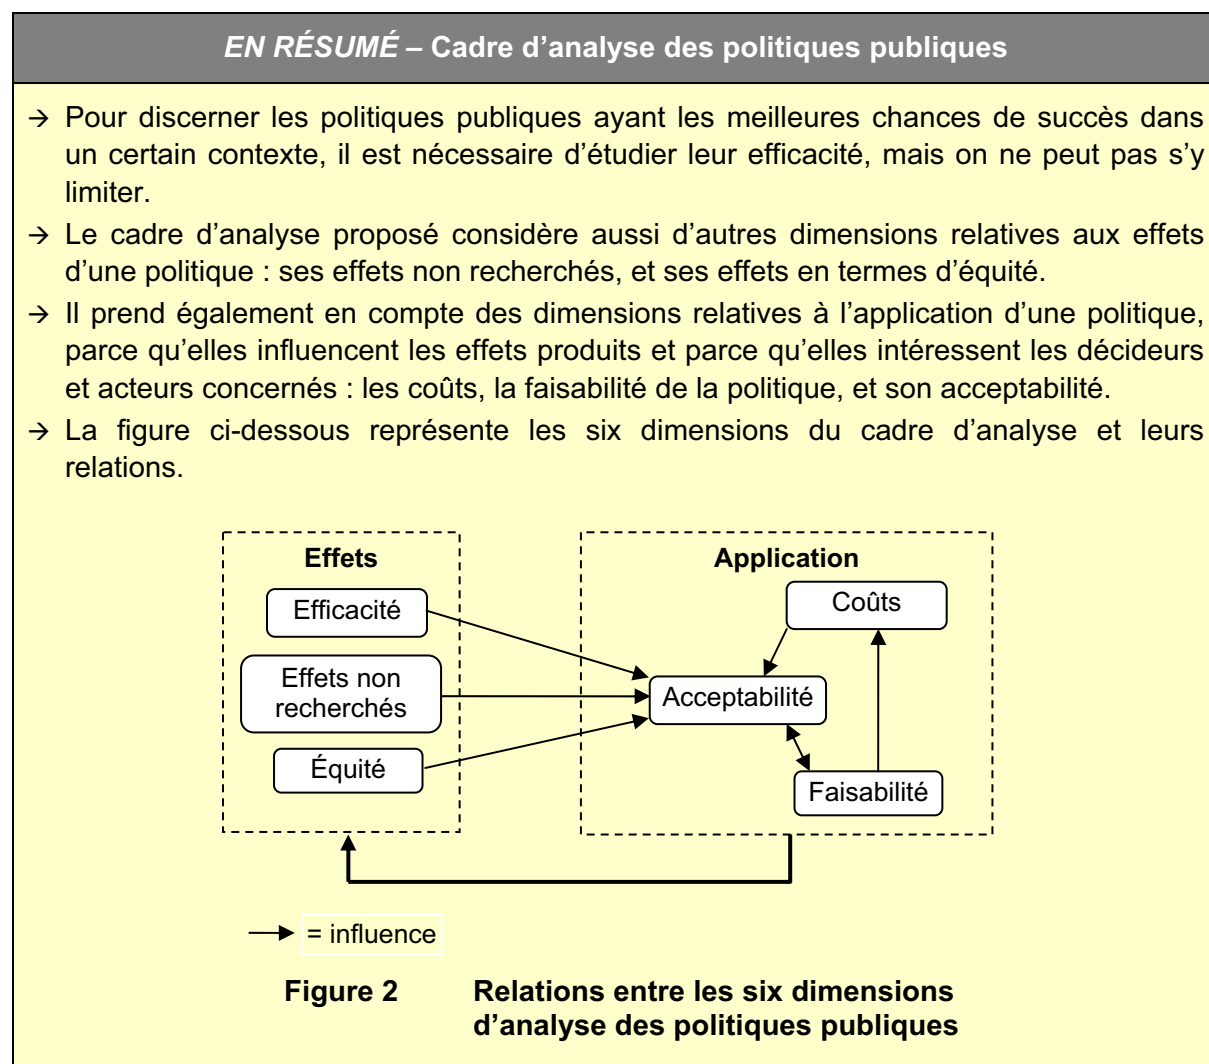 EN RÉSUMÉ – Cadre d’analyse des politiques publiques
→ Pour discerner les politiques publiques ayant les meilleures chances de succès dans
un certain contexte, il est nécessaire d’étudier leur efficacité, mais on ne peut pas s’y
limiter.
→ Le cadre d’analyse proposé considère aussi d’autres dimensions relatives aux effets
d’une politique : ses effets non recherchés, et ses effets en termes d’équité.
→ Il prend également en compte des dimensions relatives à l’application d’une politique,
parce qu’elles influencent les effets produits et parce qu’elles intéressent les décideurs
et acteurs concernés : les coûts, la faisabilité de la politique, et son acceptabilité.
→ La figure ci-dessous représente les six dimensions du cadre d’analyse et leurs
relations.
Effets
Efficacité
Effets non
recherchés
Équité
Application
Coûts
Acceptabilité
Faisabilité
= influence
Figure 2 Relations entre les six dimensions
d’analyse des politiques publiques